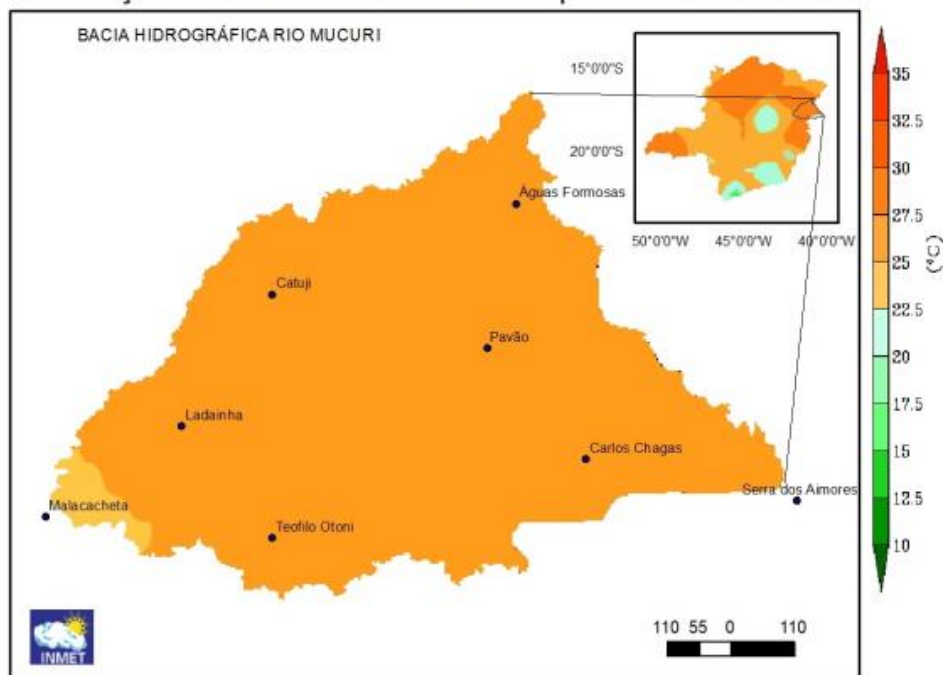 BACIA HIDROGRÁFICA RIO MUCURI
15°0'0"S
20°0'0"S
50°0'0"W 45°0'0"W 40°0'0"W
Águas Formosas
Catuji
Pavão
Ladainha
Carlos Chagas
Malacacheta
Serra dos Aimores
Teofilo Otoni
INMET
110 55 0 110
35
32.5
30
27.5
25
22.5
20
17.5
15
12.5
10
(°C)